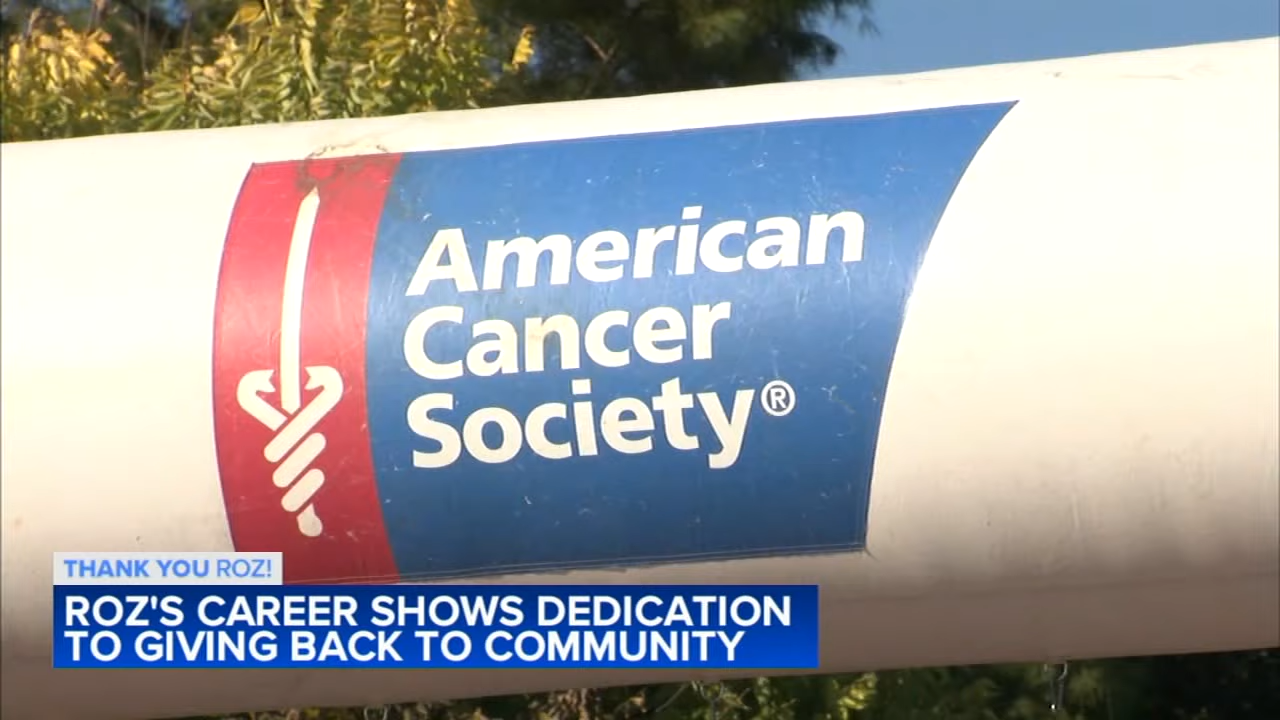 American
Cancer
Society®
THANK YOU ROZ!
ROZ'S CAREER SHOWS DEDICATION
TO GIVING BACK TO COMMUNITY